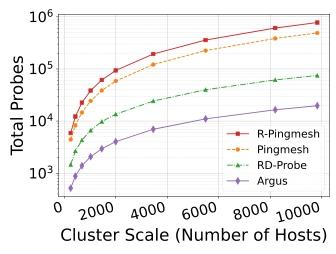 10⁶
10⁵
10⁴
10³
Total Probes
R-Pingmesh
Pingmesh
RD-Probe
Argus
0 2000 4000 6000 8000 10000
Cluster Scale (Number of Hosts)